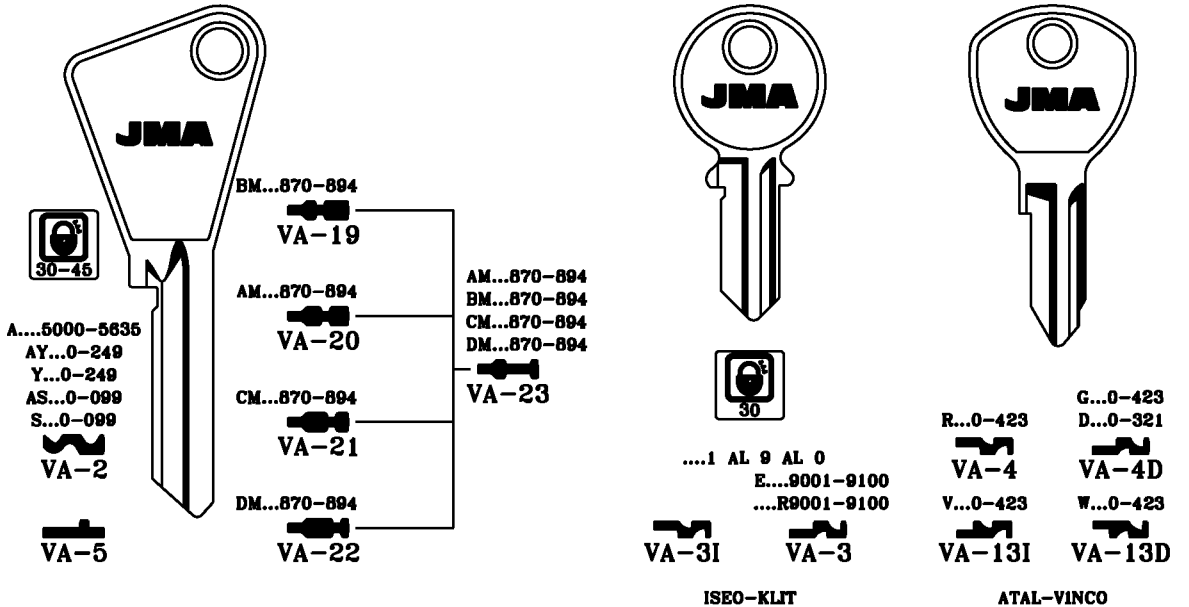 JMA
30-45
A....5000-5635
AY...0-249
Y...0-249
AS...0-099
S...0-099
VA-2
VA-5
BM...870-894
VA-19
AM...870-894
VA-20
CM...870-894
VA-21
DM...870-894
VA-22
AM...870-894
BM...870-894
CM...870-894
DM...870-894
VA-23
JMA
30
....1 AL 9 AL 0
E....9001-9100
....R9001-9100
VA-3I
VA-3
ISEO-KLIT
JMA
R...0-423
VA-4
G...0-423
D...0-321
VA-4D
V...0-423
VA-13I
W...0-423
VA-13D
ATAL-VINCO